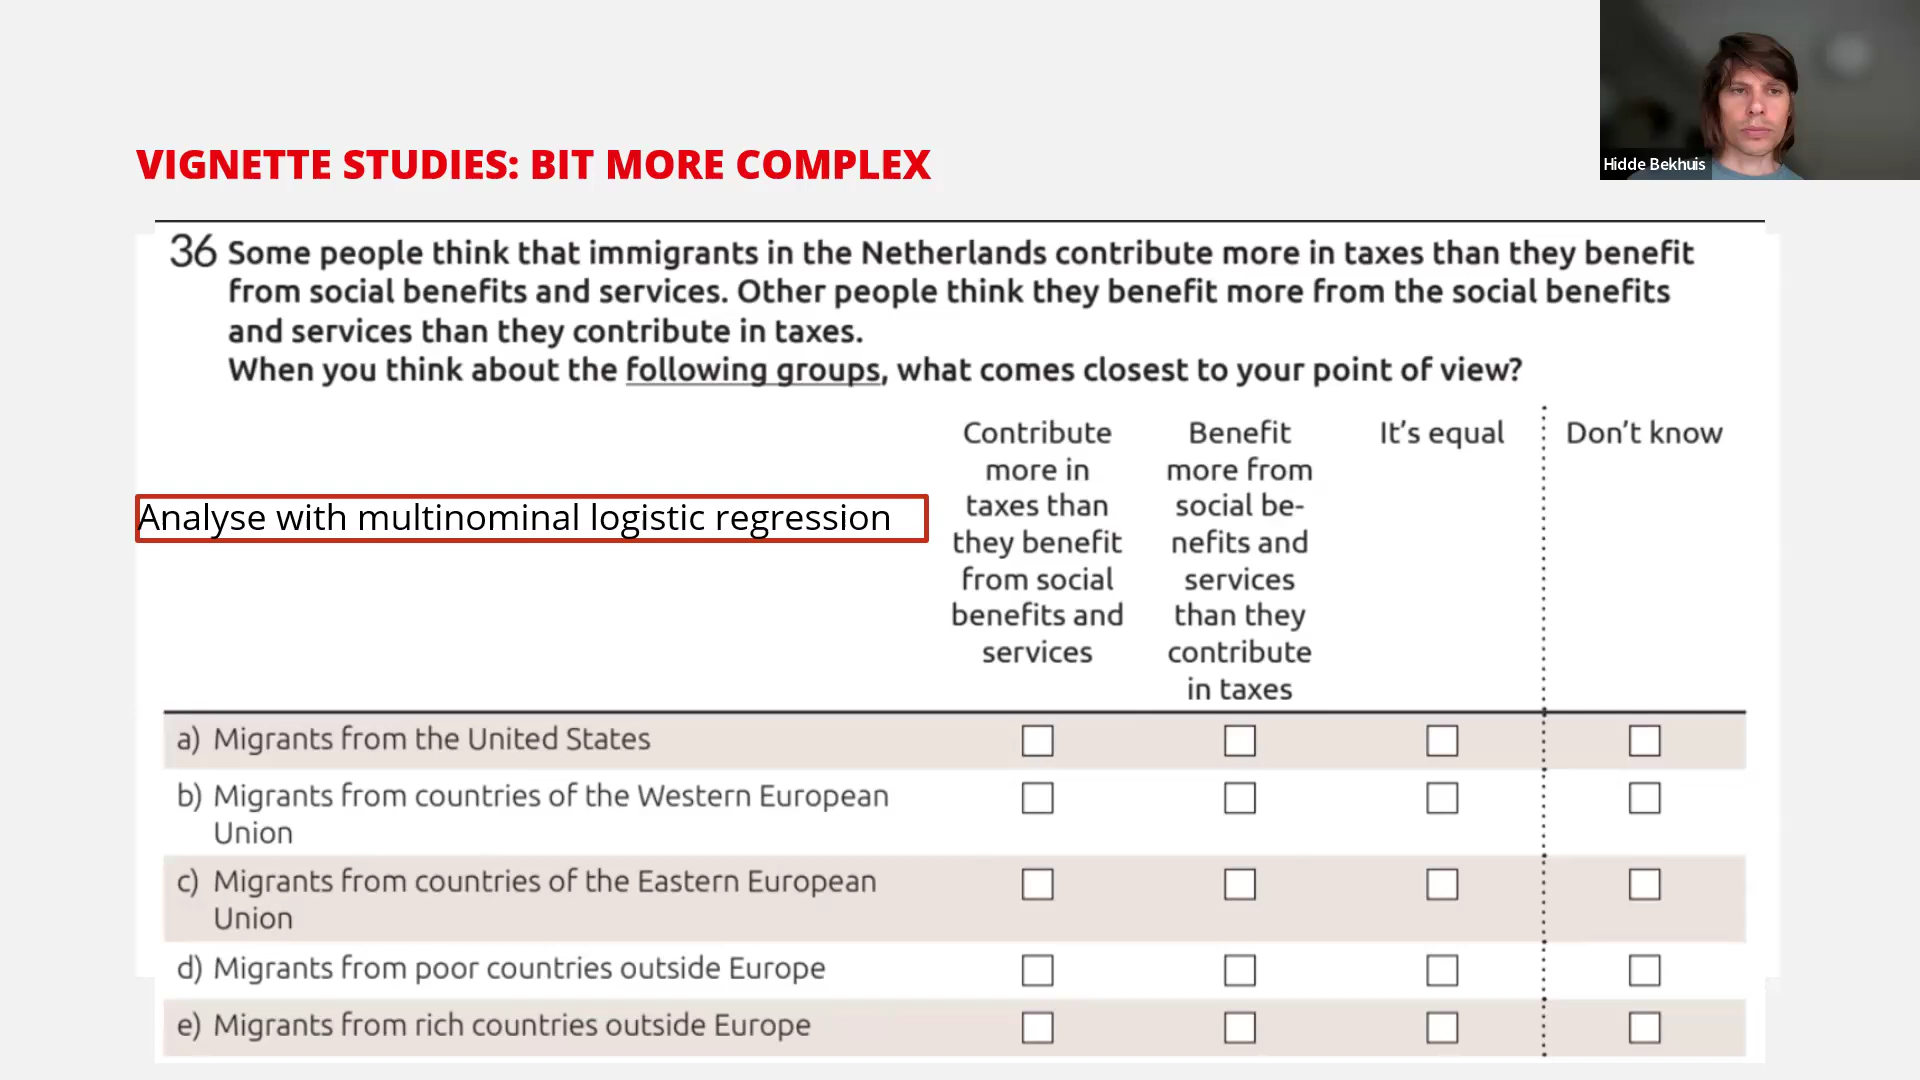 Hidde Bekhuis
VIGNETTE STUDIES: BIT MORE COMPLEX
36 Some people think that immigrants in the Netherlands contribute more in taxes than they benefit
from social benefits and services. Other people think they benefit more from the social benefits
and services than they contribute in taxes.
When you think about the following groups, what comes closest to your point of view?
Contribute
more in
taxes than
they benefit
from social
benefits and
services
Benefit
more from
social be-
nefits and
services
than they
contribute
in taxes
It's equal
Don't know
Analyse with multinominal logistic regression
a) Migrants from the United States
b) Migrants from countries of the Western European
Union
c) Migrants from countries of the Eastern European
Union
d) Migrants from poor countries outside Europe
e) Migrants from rich countries outside Europe